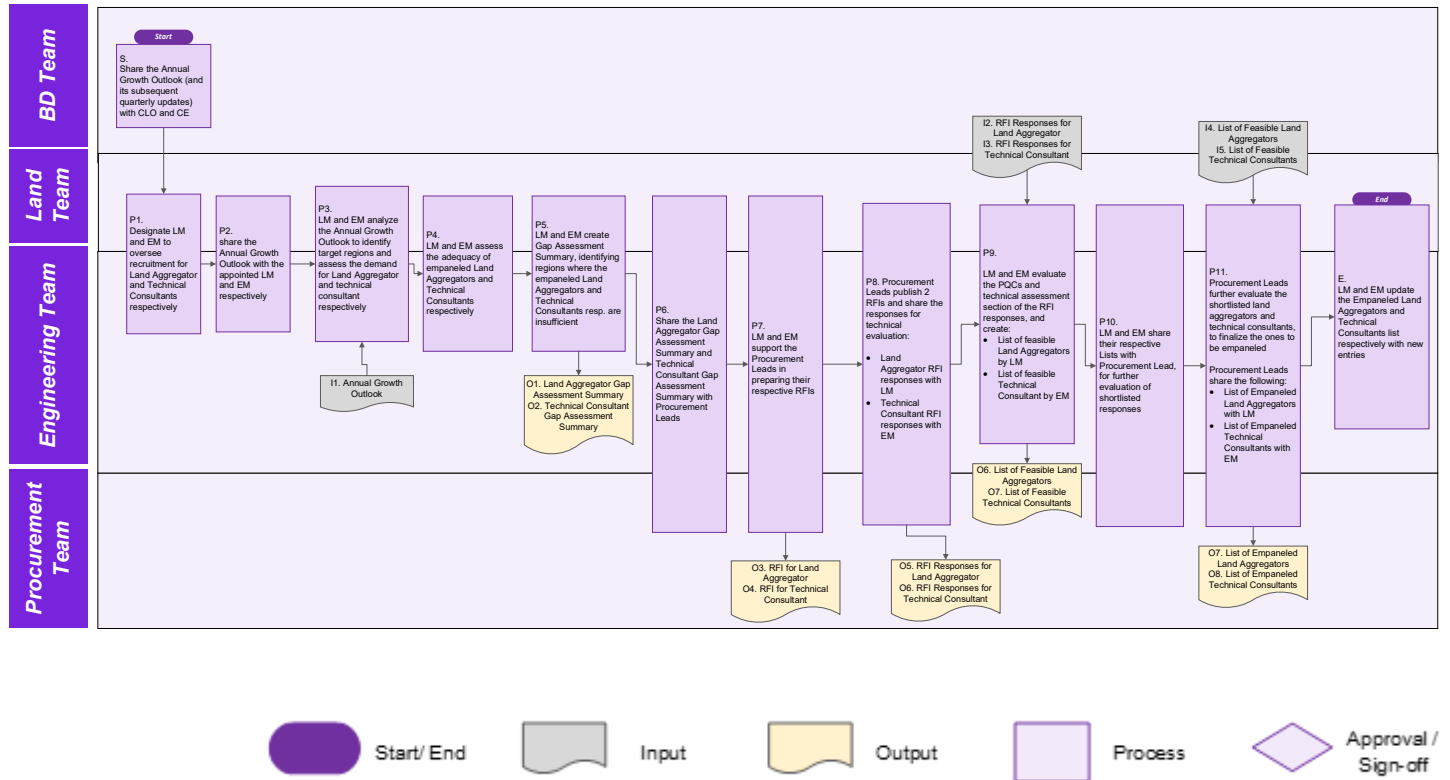 BD Team
Start
S.
Share the Annual
Growth Outlook (and
its subsequent
quarterly updates)
with CLO and CE
I2. RFI Responses for
Land Aggregator
I3. RFI Responses for
Technical Consultant
I4. List of Feasible Land
Aggregators
I5. List of Feasible
Technical Consultants
Land
Team
Engineering Team
P1.
Designate LM
and EM to
oversee
recruitment for
Land Aggregator
and Technical
Consultants
respectively
P2.
share the
Annual Growth
Outlook with the
appointed LM
and EM
respectively
P3.
LM and EM analyze
the Annual Growth
Outlook to identify
target regions and
assess the demand
for Land Aggregator
and technical
consultant
respectively
I1. Annual Growth
Outlook
P4.
LM and EM assess
the adequacy of
empaneled Land
Aggregators and
Technical
Consultants
respectively
P5.
LM and EM create
Gap Assessment
Summary, identifying
regions where the
empaneled Land
Aggregators and
Technical
Consultants resp. are
insufficient
O1. Land Aggregator Gap
Assessment Summary
O2. Technical Consultant
Gap Assessment
Summary
P6.
Share the Land
Aggregator Gap
Assessment
Summary and
Technical
Consultant Gap
Assessment
Summary with
Procurement
Leads
P7.
LM and EM
support the
Procurement
Leads in
preparing their
respective RFIs
P8. Procurement
Leads publish 2
RFIs and share the
responses for
technical
evaluation:
• Land
Aggregator RFI
responses with
LM
• Technical
Consultant RFI
responses with
EM
P9.
LM and EM evaluate
the PQCs and
technical assessment
section of the RFI
responses, and
create:
• List of feasible
Land Aggregators
by LM
• List of feasible
Technical
Consultant by EM
P10.
LM and EM share
their respective
Lists with
Procurement Lead,
for further
evaluation of
shortlisted
responses
P11.
Procurement Leads
further evaluate the
shortlisted land
aggregators and
technical consultants,
to finalize the ones to
be empaneled
Procurement Leads
share the following:
• List of Empaneled
Land Aggregators
with LM
• List of Empaneled
Technical
Consultants with
EM
End
E.
LM and EM update
the Empaneled Land
Aggregators and
Technical
Consultants list
respectively with new
entries
Procurement
Team
O3. RFI for Land
Aggregator
O4. RFI for Technical
Consultant
O5. RFI Responses for
Land Aggregator
O6. RFI Responses for
Technical Consultant
O6. List of Feasible Land
Aggregators
O7. List of Feasible
Technical Consultants
O7. List of Empaneled
Land Aggregators
O8. List of Empaneled
Technical Consultants
Start/ End
Input
Output
Process
Approval /
Sign-off